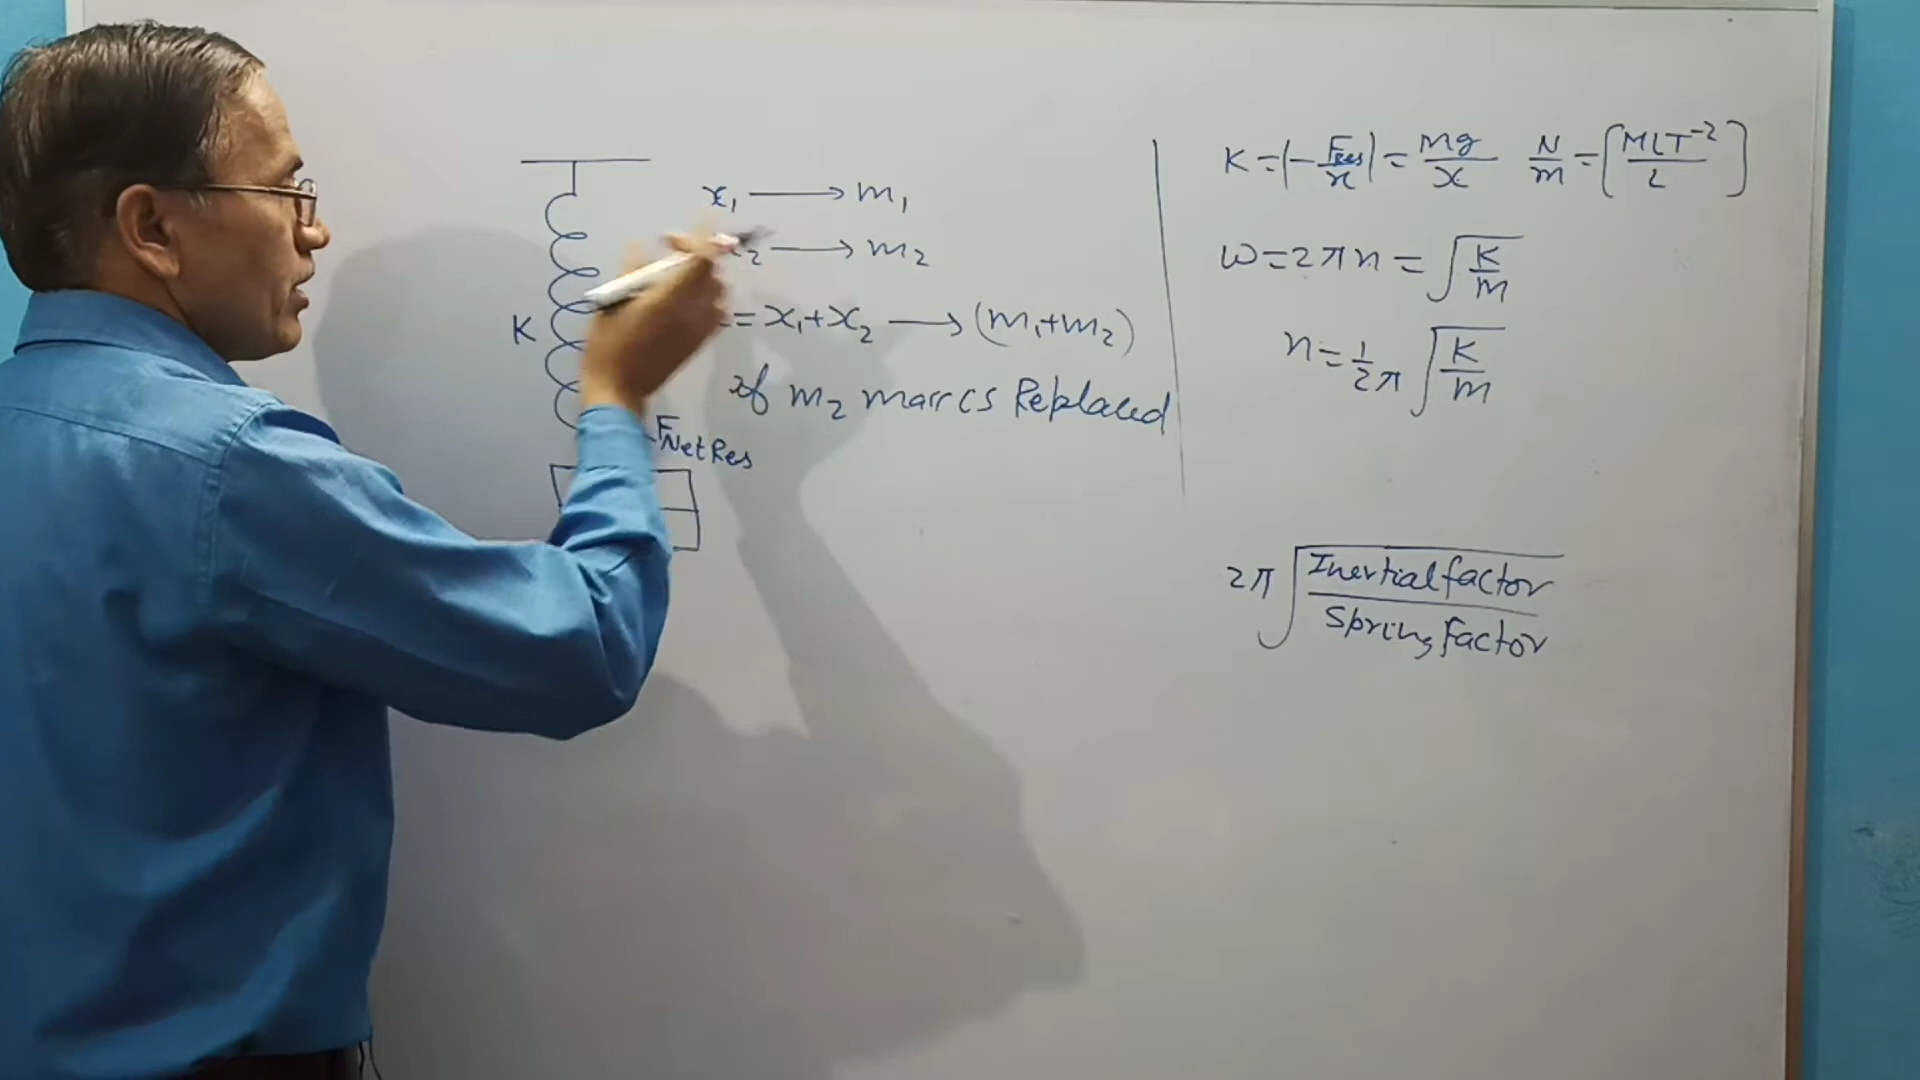 x₁ ⟶ m₁
x₂ ⟶ m₂
K
= x₁+x₂ ⟶ (m₁+m₂)
if m₂ mass is Replaced
F Net Res
K = |-F Res/x| = mg/x N/m = [MLT⁻²/L]
ω = 2πn = √(K/m)
n = 1/2π √(K/m)
2π √(Inertial factor/Spring Factor)